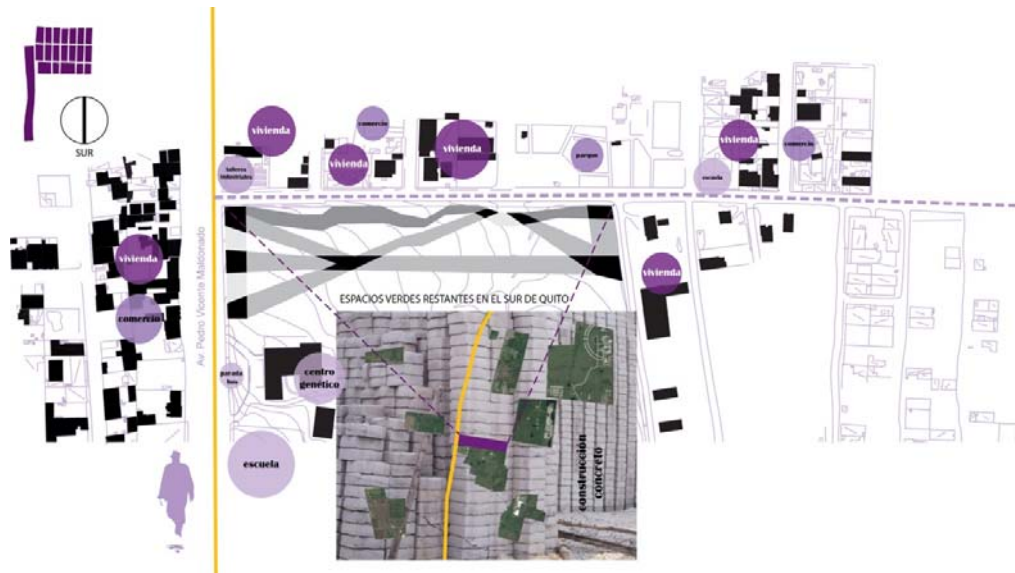 SUR
vivienda
comercio
vivienda
vivienda
vivienda
comercio
parque
escuela
talleres
industriales
vivienda
comercio
Av. Pedro Vicente Maldonado
vivienda
ESPACIOS VERDES RESTANTES EN EL SUR DE QUITO
parada
bus
centro
genético
escuela
construcción
concreto